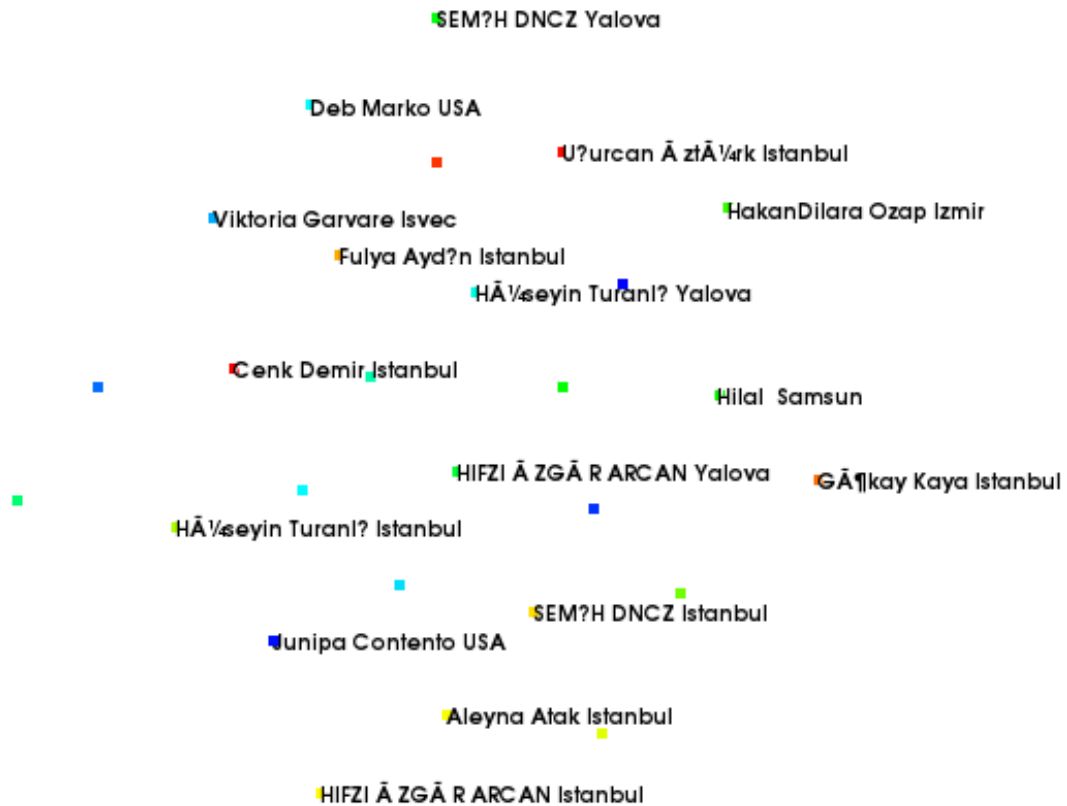 SEM?H DNCZ Yalova
Deb Marko USA
U?urcan Ã ztÃ¼rk Istanbul
HakanDilara Ozap Izmir
Viktoria Garvare Isvec
Fulya Ayd?n Istanbul
HÃ¼seyin Turanl? Yalova
Cenk Demir Istanbul
Hilal  Samsun
HIFZI Ã ZGÃ R ARCAN Yalova
GÃ¶kay Kaya Istanbul
HÃ¼seyin Turanl? Istanbul
SEM?H DNCZ Istanbul
Junipa Contento USA
Aleyna Atak Istanbul
HIFZI Ã ZGÃ R ARCAN Istanbul